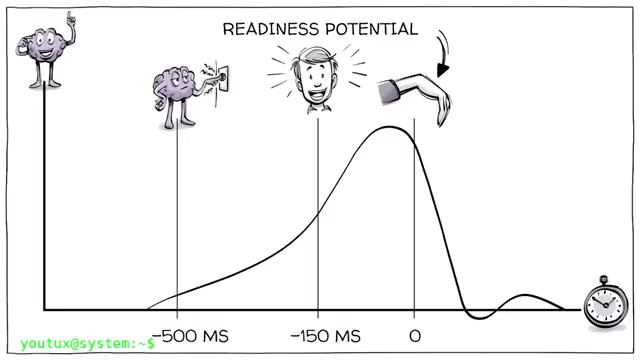 READINESS POTENTIAL
−500 MS
−150 MS
0
youtux@system:~$